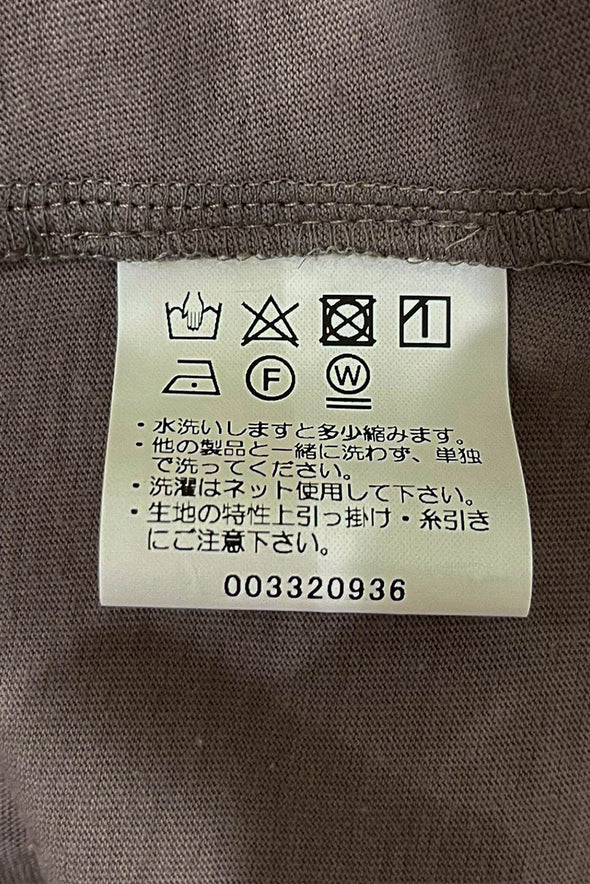 F W
・水洗いしますと多少縮みます。
・他の製品と一緒に洗わず、単独
で洗ってください。
・洗濯はネット使用して下さい。
・生地の特性上引っ掛け・糸引き
にご注意下さい。
003320936